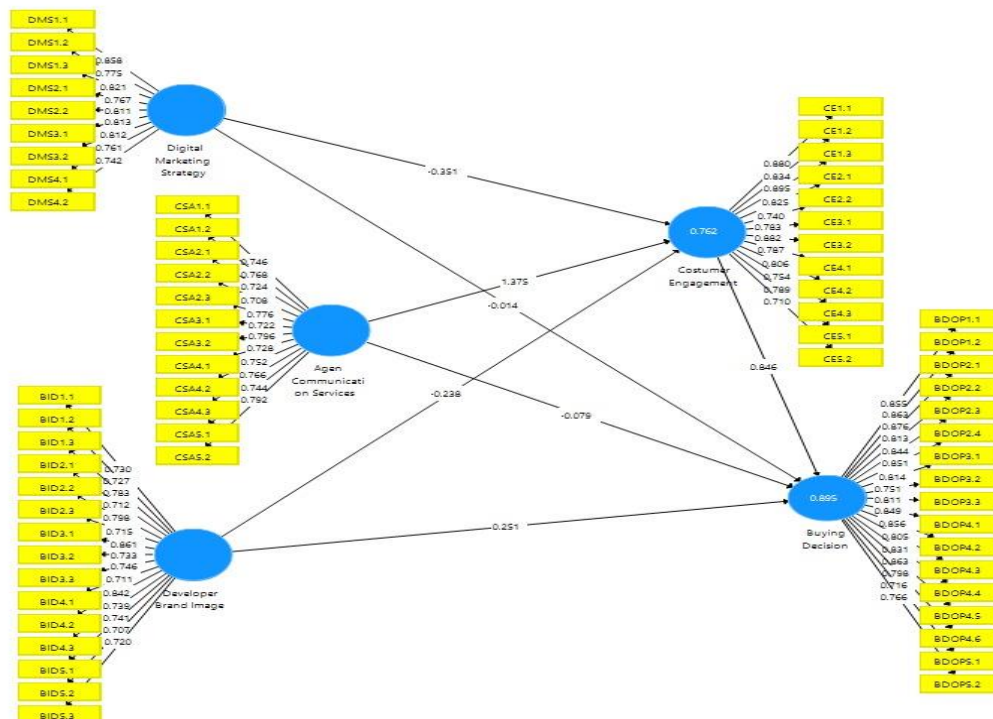 DMS1.1
DMS1.2
DMS1.3
DMS2.1
DMS2.2
DMS3.1
DMS3.2
DMS4.1
DMS4.2
0.858
0.775
0.821
0.767
0.811
0.813
0.812
0.761
0.742
Digital
Marketing
Strategy
CSA1.1
CSA1.2
CSA2.1
CSA2.2
CSA2.3
CSA3.1
CSA3.2
CSA4.1
CSA4.2
CSA4.3
CSA5.1
CSA5.2
0.746
0.768
0.724
0.708
0.776
0.722
0.796
0.728
0.752
0.766
0.744
0.792
Agen
Communicati
on Services
BID1.1
BID1.2
BID1.3
BID2.1
BID2.2
BID2.3
BID3.1
BID3.2
BID3.3
BID4.1
BID4.2
BID4.3
BID5.1
BID5.2
BID5.3
0.730
0.727
0.783
0.712
0.798
0.715
0.861
0.733
0.746
0.711
0.842
0.739
0.741
0.707
0.720
Developer
Brand Image
-0.351
1.375
-0.014
-0.238
-0.079
0.251
0.846
0.762
Costumer
Engagement
0.880
0.834
0.895
0.825
0.740
0.783
0.882
0.787
0.806
0.754
0.789
0.710
CE1.1
CE1.2
CE1.3
CE2.1
CE2.2
CE3.1
CE3.2
CE4.1
CE4.2
CE4.3
CE5.1
CE5.2
0.895
Buying
Decision
0.855
0.863
0.876
0.813
0.844
0.851
0.814
0.751
0.811
0.849
0.856
0.805
0.831
0.863
0.798
0.716
0.766
BDOP1.1
BDOP1.2
BDOP2.1
BDOP2.2
BDOP2.3
BDOP2.4
BDOP3.1
BDOP3.2
BDOP3.3
BDOP4.1
BDOP4.2
BDOP4.3
BDOP4.4
BDOP4.5
BDOP4.6
BDOP5.1
BDOP5.2